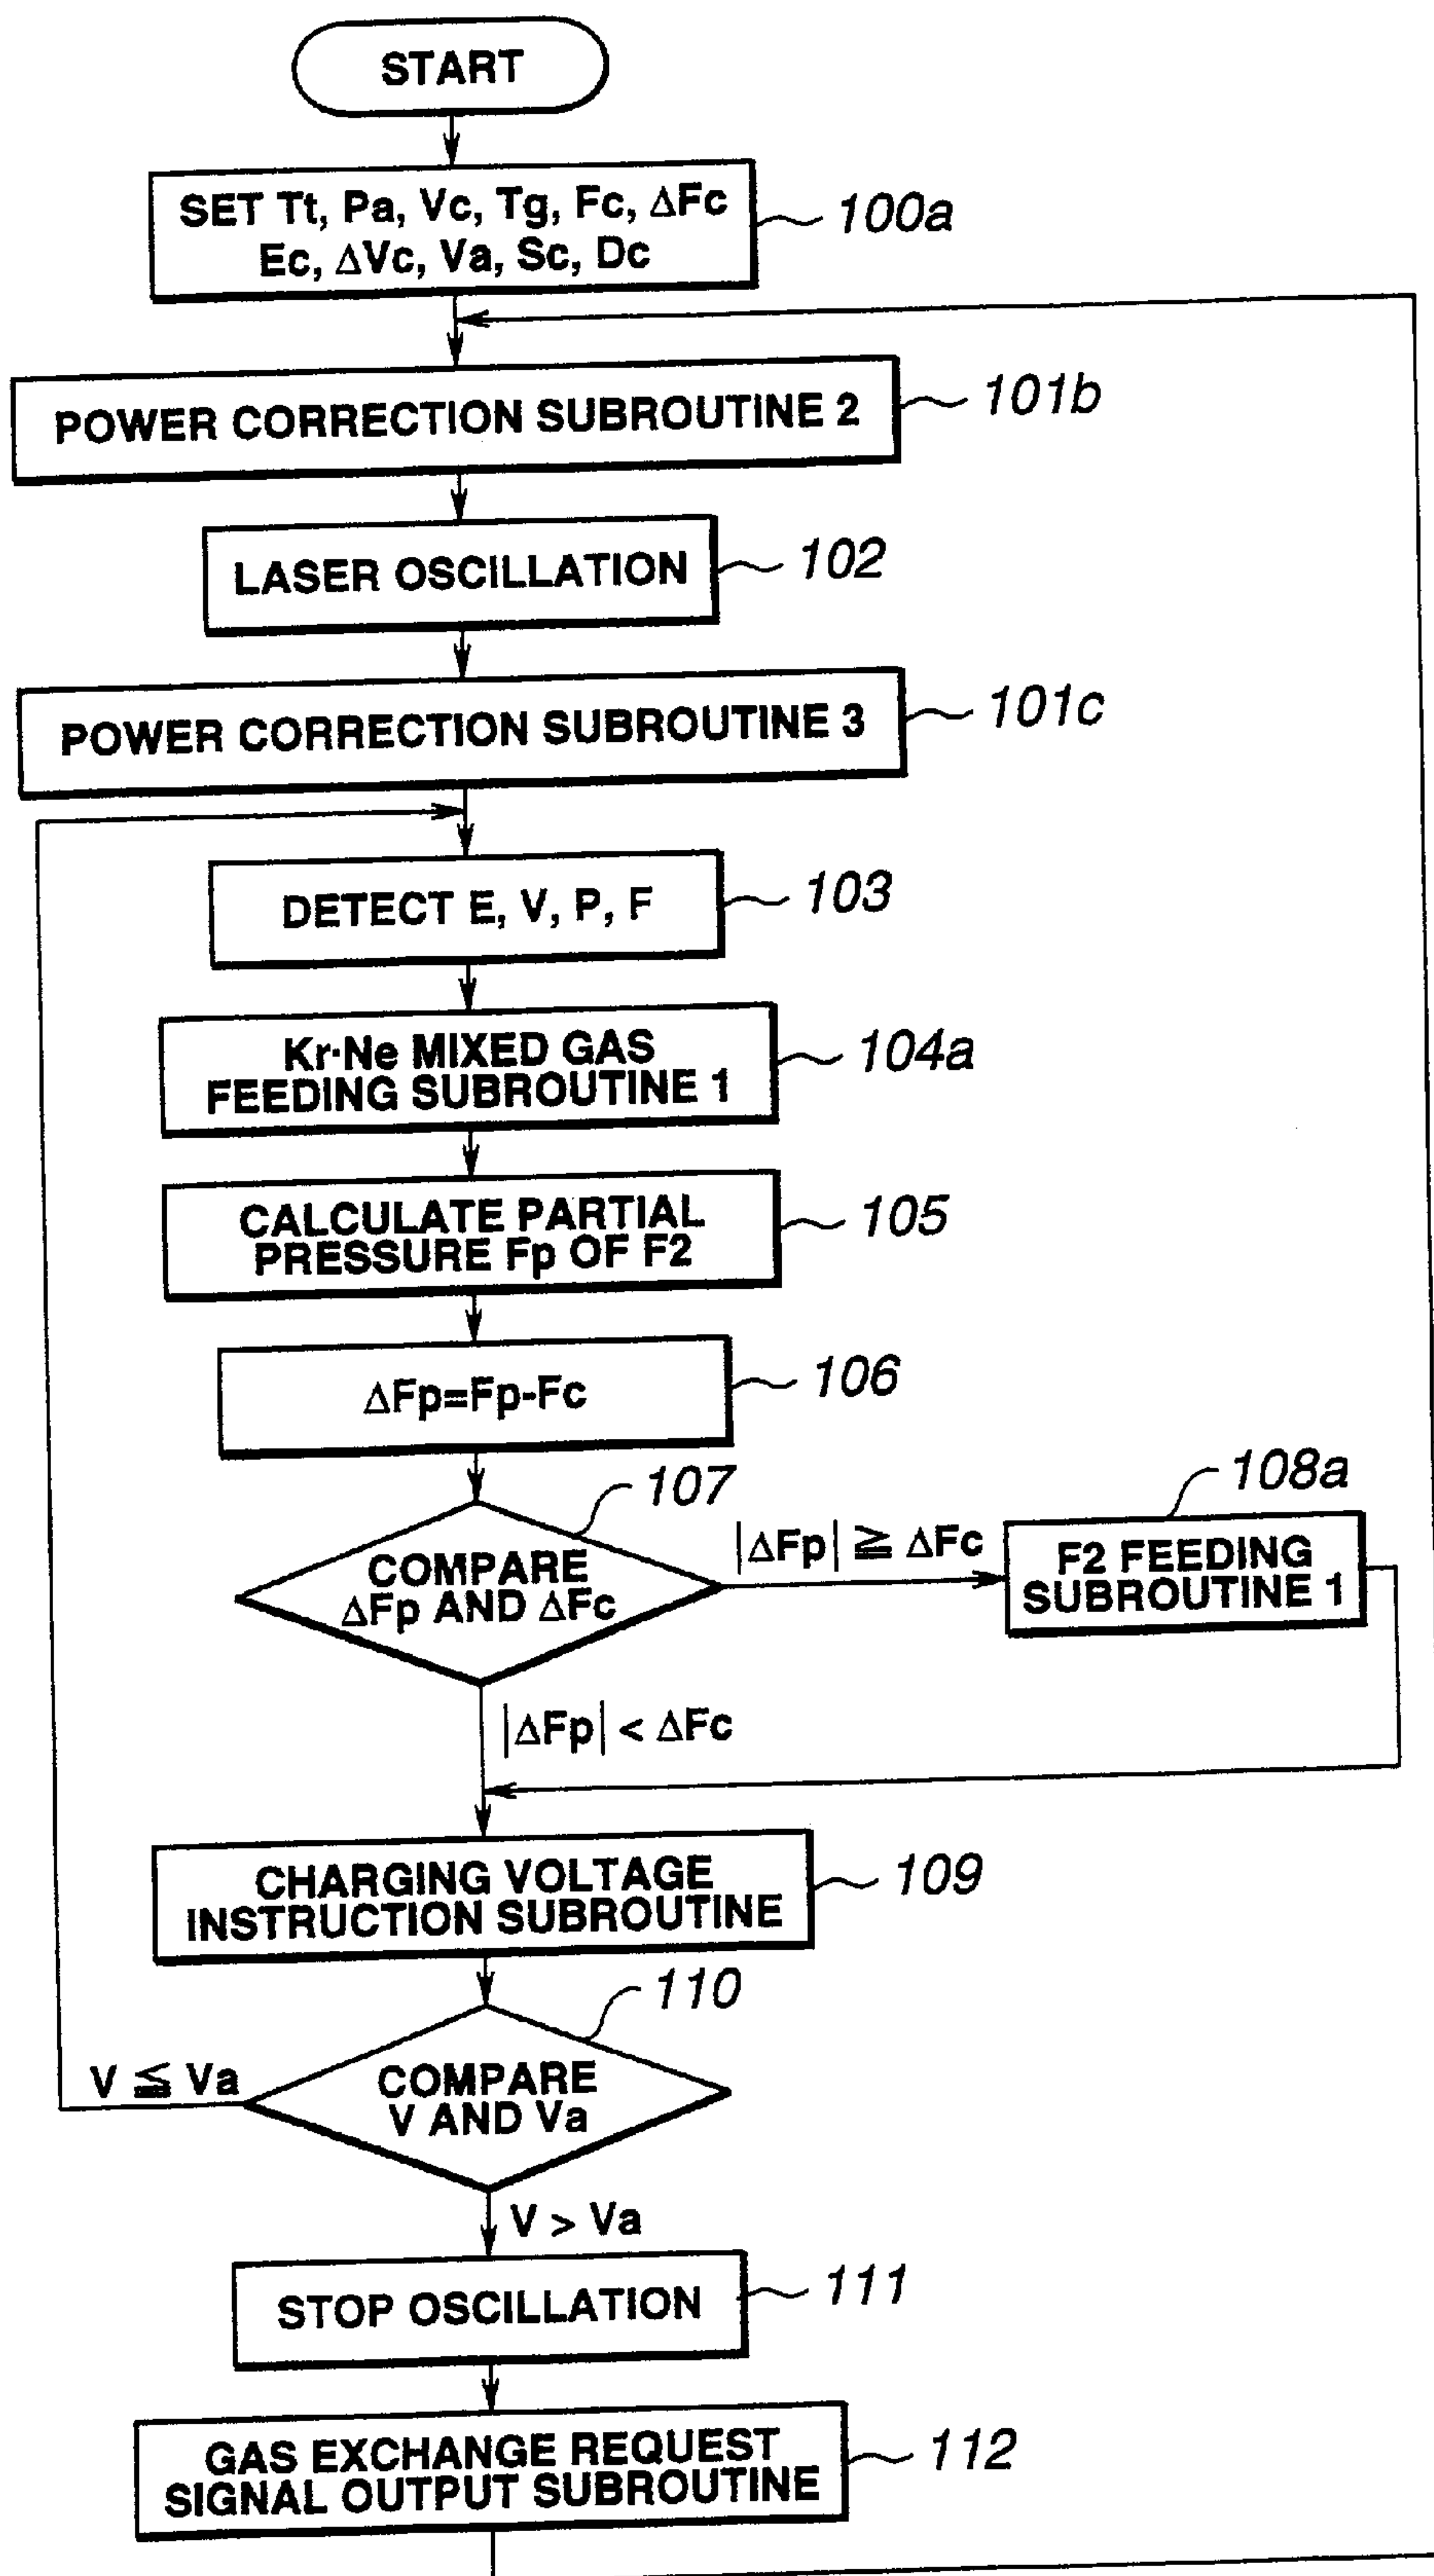 START
SET Tt, Pa, Vc, Tg, Fc, ΔFc
Ec, ΔVc, Va, Sc, Dc
100a
POWER CORRECTION SUBROUTINE 2
101b
LASER OSCILLATION
102
POWER CORRECTION SUBROUTINE 3
101c
DETECT E, V, P, F
103
Kr·Ne MIXED GAS
FEEDING SUBROUTINE 1
104a
CALCULATE PARTIAL
PRESSURE Fp OF F2
105
ΔFp=Fp-Fc
106
107
COMPARE
ΔFp AND ΔFc
|ΔFp| ≧ ΔFc
108a
F2 FEEDING
SUBROUTINE 1
|ΔFp| < ΔFc
CHARGING VOLTAGE
INSTRUCTION SUBROUTINE
109
110
V ≦ Va
COMPARE
V AND Va
V > Va
STOP OSCILLATION
111
GAS EXCHANGE REQUEST
SIGNAL OUTPUT SUBROUTINE
112